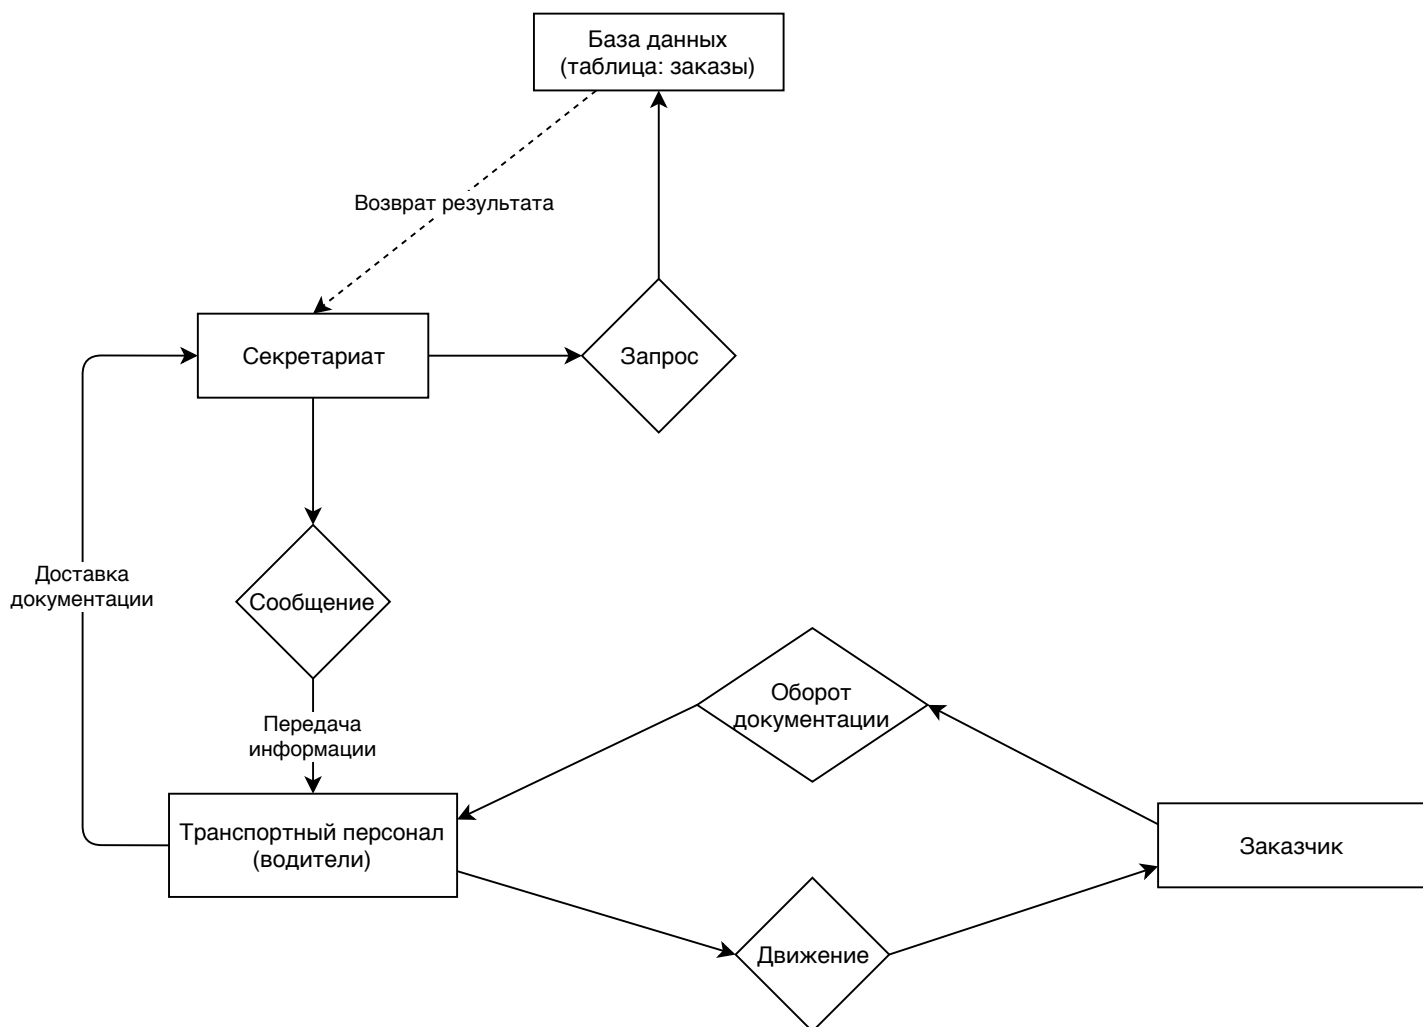 База данных
(таблица: заказы)
Возврат результата
Секретариат
Запрос
Доставка
документации
Сообщение
Передача
информации
Оборот
документации
Транспортный персонал
(водители)
Заказчик
Движение